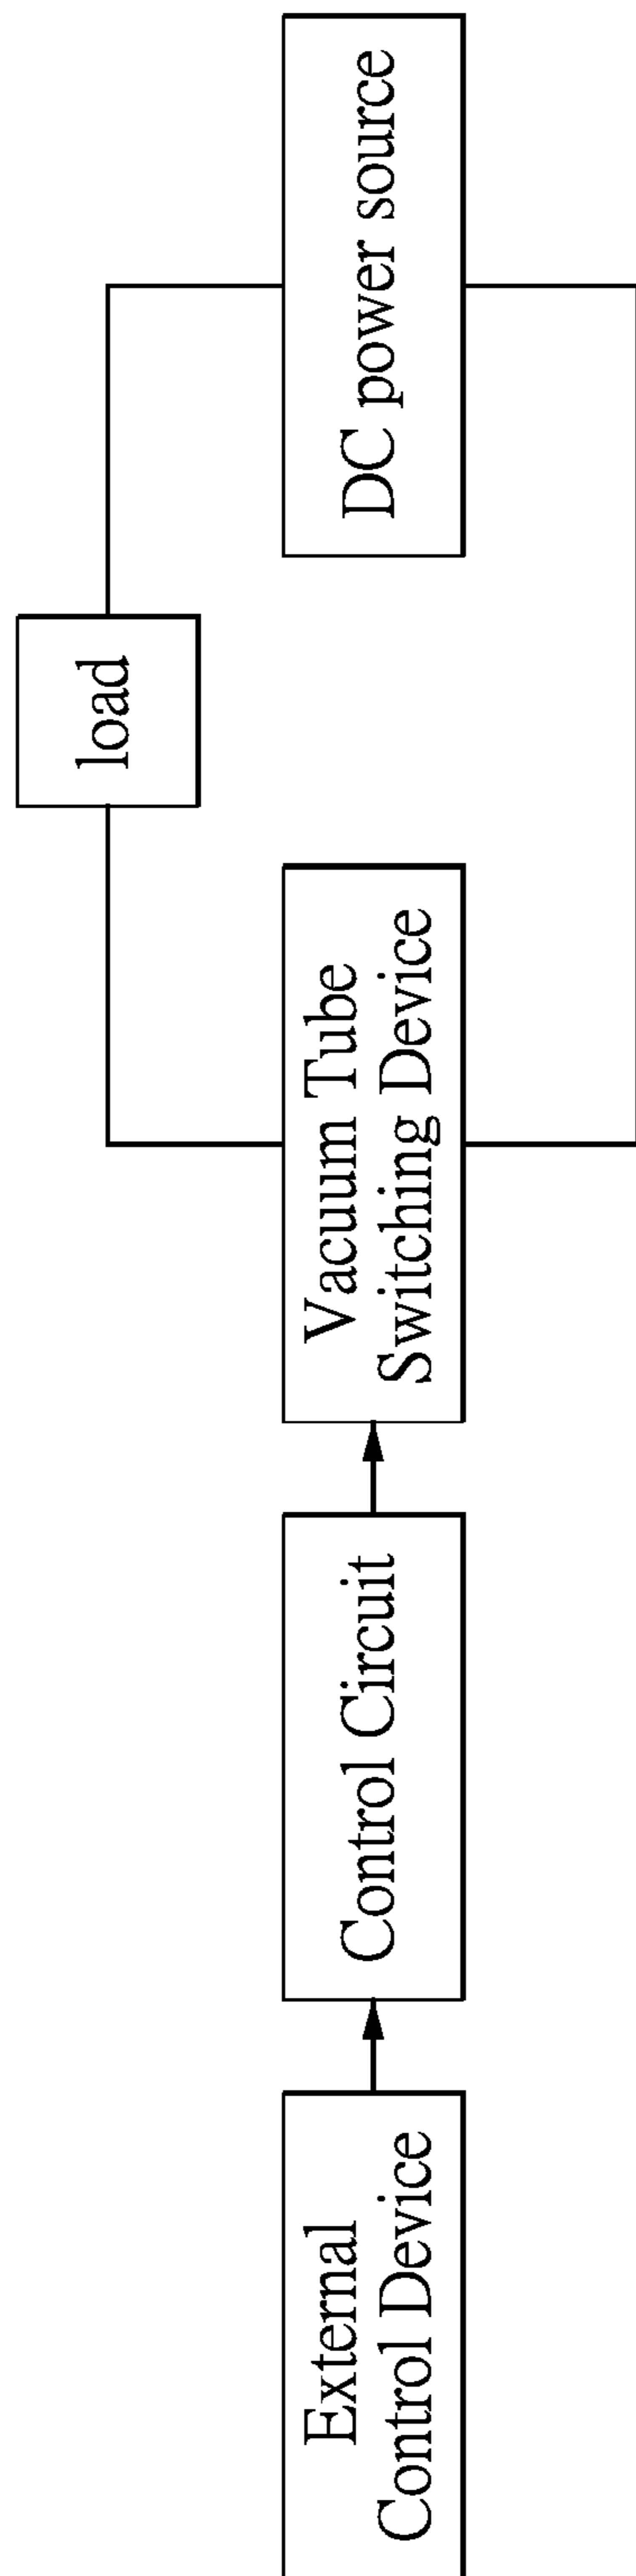 External
Control Device
Control Circuit
Vacuum Tube
Switching Device
load
DC power source